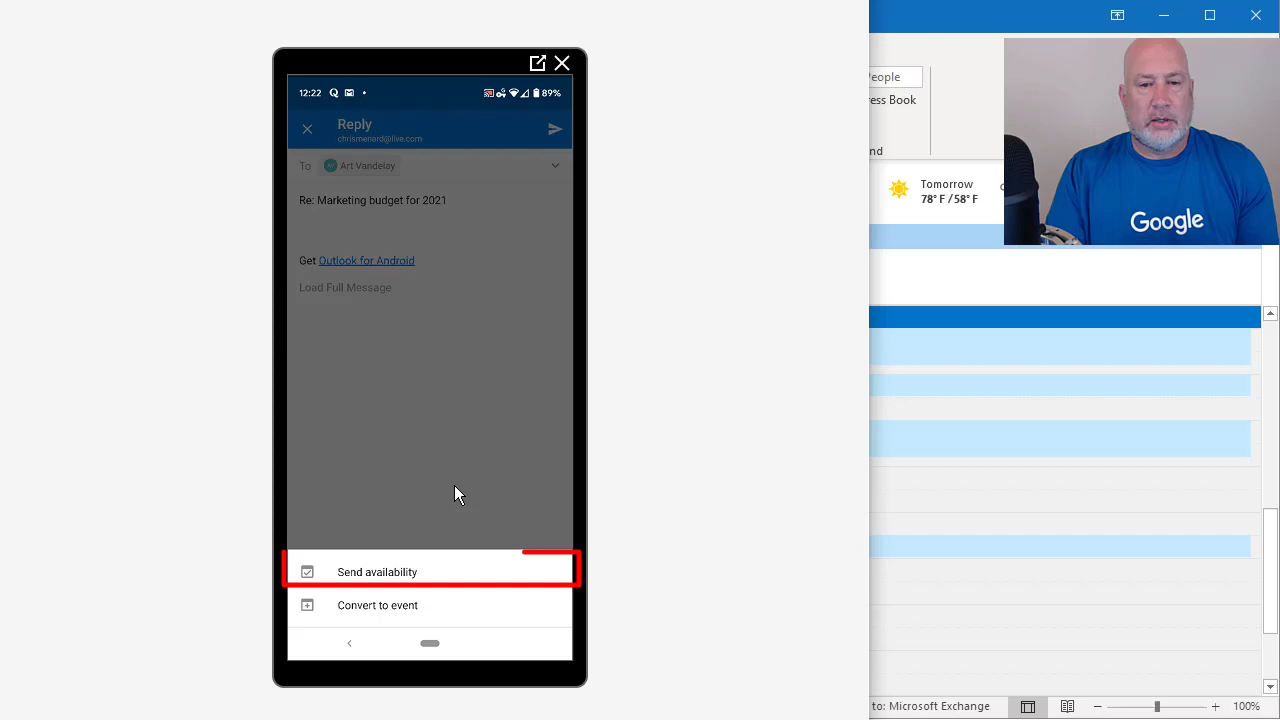 12:22
89%
Reply
chrismenard@live.com
To
Art Vandelay
Re: Marketing budget for 2021
Get Outlook for Android
Load Full Message
Send availability
Convert to event
People
ress Book
nd
Tomorrow
78° F / 58° F
Google
to: Microsoft Exchange
100%